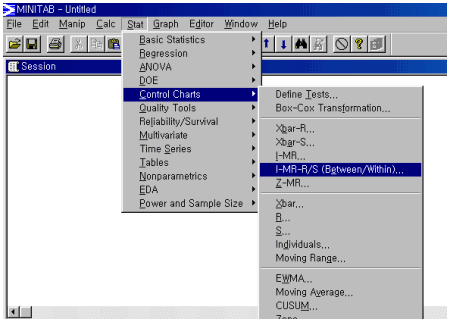 MINITAB - Untitled
File Edit Manip Calc Stat Graph Editor Window Help
Session
Basic Statistics
Regression
ANOVA
DOE
Control Charts
Quality Tools
Reliability/Survival
Multivariate
Time Series
Tables
Nonparametrics
EDA
Power and Sample Size
Define Tests...
Box-Cox Transformation...
Xbar-R...
Xbar-S...
I-MR...
I-MR-R/S (Between/Within)...
Z-MR...
Xbar...
R...
S...
Individuals...
Moving Range...
EWMA...
Moving Average...
CUSUM...
Zone...